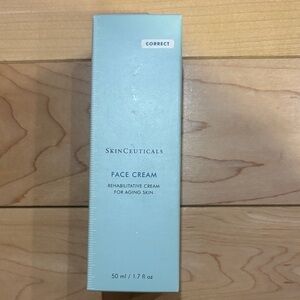 CORRECT
SKINCEUTICALS
FACE CREAM
REHABILITATIVE CREAM
FOR AGING SKIN
50 ml / 1.7 fl oz